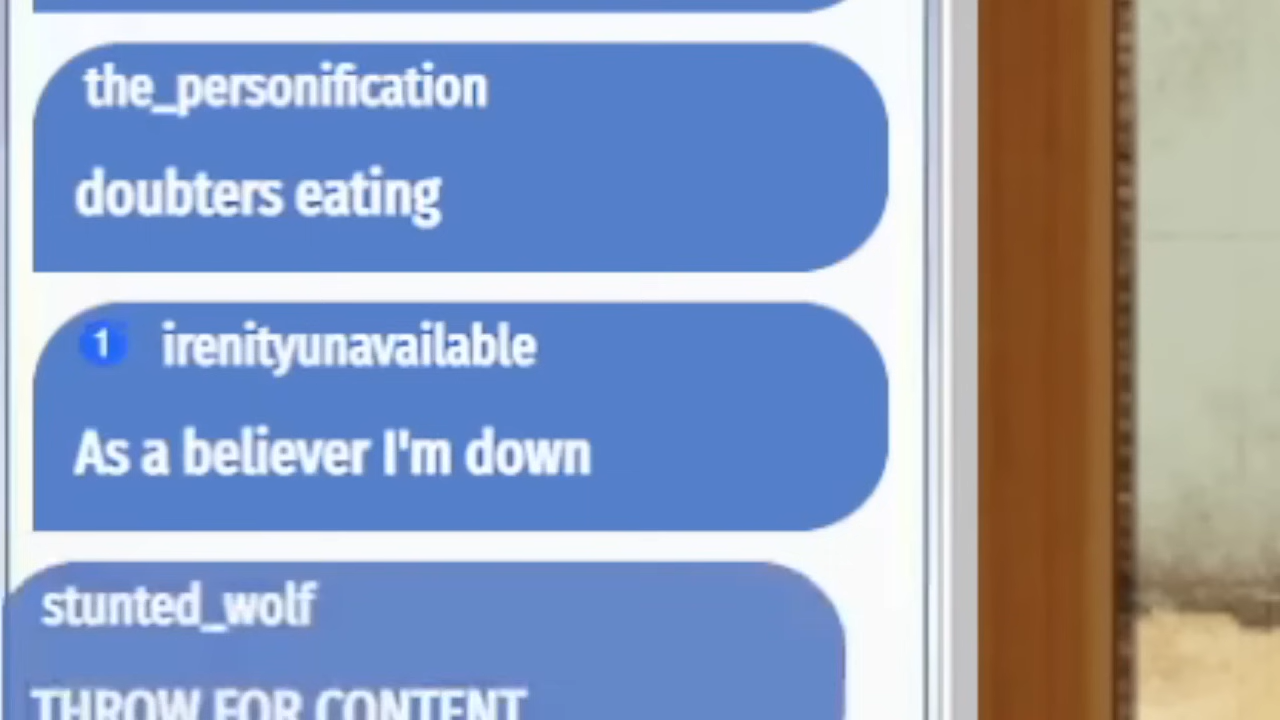 the_personification
doubters eating
1 irenityunavailable
As a believer I'm down
stunted_wolf
THROW FOR CONTENT